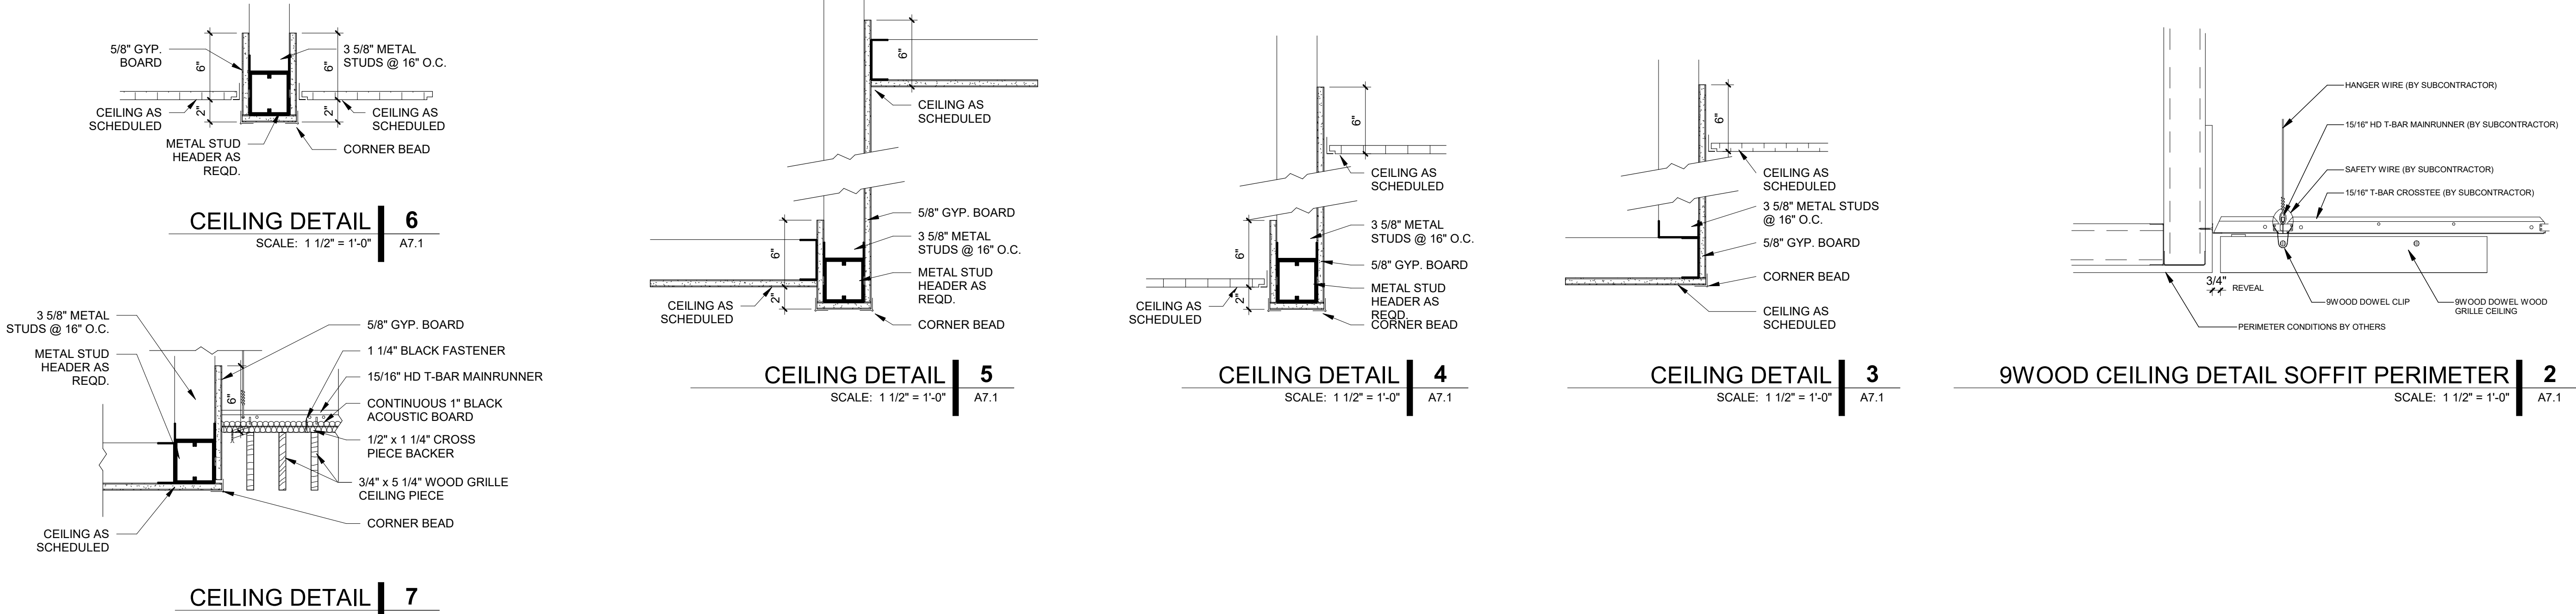 5/8" GYP.
BOARD
6"
6"
3 5/8" METAL
STUDS @ 16" O.C.
CEILING AS
SCHEDULED
2"
2"
CEILING AS
SCHEDULED
METAL STUD
HEADER AS
REQD.
CORNER BEAD
CEILING DETAIL 6
SCALE: 1 1/2" = 1'-0" A7.1
6"
CEILING AS
SCHEDULED
5/8" GYP. BOARD
3 5/8" METAL
STUDS @ 16" O.C.
6"
METAL STUD
HEADER AS
REQD.
2"
CEILING AS
SCHEDULED
CORNER BEAD
CEILING DETAIL 5
SCALE: 1 1/2" = 1'-0" A7.1
6"
CEILING AS
SCHEDULED
3 5/8" METAL
STUDS @ 16" O.C.
6"
5/8" GYP. BOARD
METAL STUD
HEADER AS
REQD.
2"
CEILING AS
SCHEDULED
CORNER BEAD
CEILING DETAIL 4
SCALE: 1 1/2" = 1'-0" A7.1
6"
CEILING AS
SCHEDULED
3 5/8" METAL STUDS
@ 16" O.C.
5/8" GYP. BOARD
CORNER BEAD
CEILING AS
SCHEDULED
CEILING DETAIL 3
SCALE: 1 1/2" = 1'-0" A7.1
HANGER WIRE (BY SUBCONTRACTOR)
15/16" HD T-BAR MAINRUNNER (BY SUBCONTRACTOR)
SAFETY WIRE (BY SUBCONTRACTOR)
15/16" T-BAR CROSSTEE (BY SUBCONTRACTOR)
3/4"
REVEAL
9WOOD DOWEL CLIP
9WOOD DOWEL WOOD
GRILLE CEILING
PERIMETER CONDITIONS BY OTHERS
9WOOD CEILING DETAIL SOFFIT PERIMETER 2
SCALE: 1 1/2" = 1'-0" A7.1
3 5/8" METAL
STUDS @ 16" O.C.
METAL STUD
HEADER AS
REQD.
6"
5/8" GYP. BOARD
1 1/4" BLACK FASTENER
15/16" HD T-BAR MAINRUNNER
CONTINUOUS 1" BLACK
ACOUSTIC BOARD
1/2" x 1 1/4" CROSS
PIECE BACKER
3/4" x 5 1/4" WOOD GRILLE
CEILING PIECE
CORNER BEAD
CEILING AS
SCHEDULED
CEILING DETAIL 7